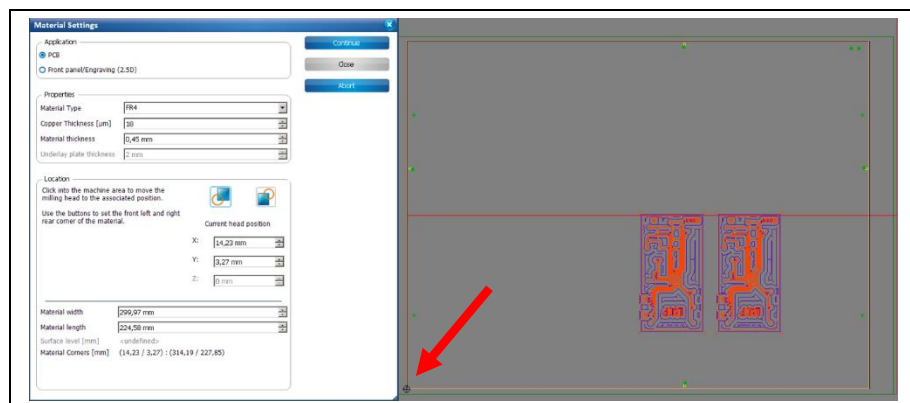 Material Settings
Application
PCB
Front panel/Engraving (2.5D)
Continue
Close
Abort
Properties
Material Type FR4
Copper Thickness [µm] 18
Material thickness 0,45 mm
Underlay plate thickness 2 mm
Location
Click into the machine area to move the
milling head to the associated position.
Use the buttons to set the front left and right
rear corner of the material.
Current head position
X: 14,23 mm
Y: 3,27 mm
Z: 0 mm
Material width 299,97 mm
Material length 224,58 mm
Surface level [mm] <undefined>
Material Corners [mm] (14,23 / 3,27) : (314,19 / 227,85)